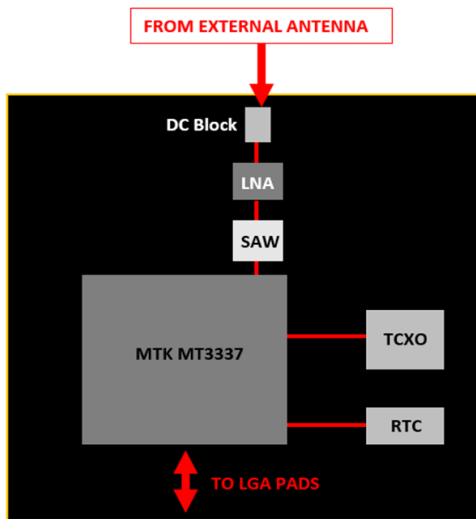 FROM EXTERNAL ANTENNA
DC Block
LNA
SAW
MTK MT3337
TCXO
RTC
TO LGA PADS